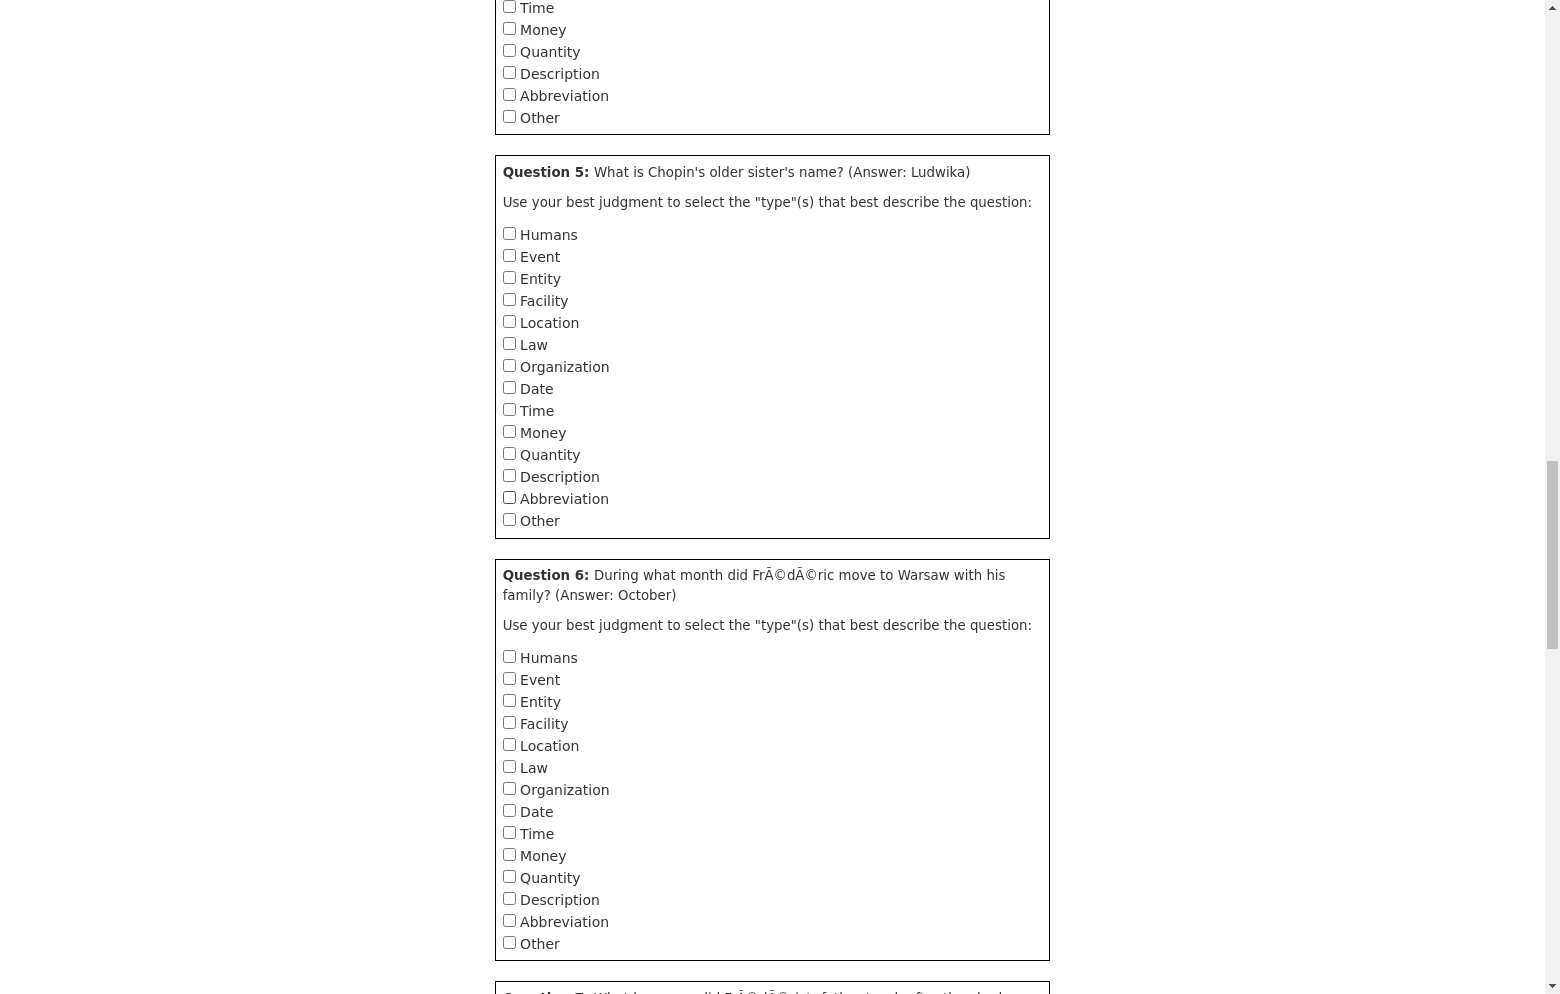 Time
Money
Quantity
Description
Abbreviation
Other
Question 5: What is Chopin's older sister's name? (Answer: Ludwika)
Use your best judgment to select the "type"(s) that best describe the question:
Humans
Event
Entity
Facility
Location
Law
Organization
Date
Time
Money
Quantity
Description
Abbreviation
Other
Question 6: During what month did FrÃ©dÃ©ric move to Warsaw with his
family? (Answer: October)
Use your best judgment to select the "type"(s) that best describe the question:
Humans
Event
Entity
Facility
Location
Law
Organization
Date
Time
Money
Quantity
Description
Abbreviation
Other